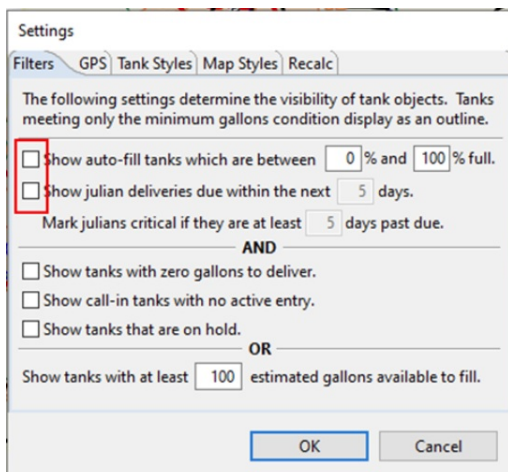 Settings
Filters GPS Tank Styles Map Styles Recalc
The following settings determine the visibility of tank objects. Tanks
meeting only the minimum gallons condition display as an outline.
Show auto-fill tanks which are between 0 % and 100 % full.
Show julian deliveries due within the next 5 days.
Mark julians critical if they are at least 5 days past due.
AND
Show tanks with zero gallons to deliver.
Show call-in tanks with no active entry.
Show tanks that are on hold.
OR
Show tanks with at least 100 estimated gallons available to fill.
OK Cancel